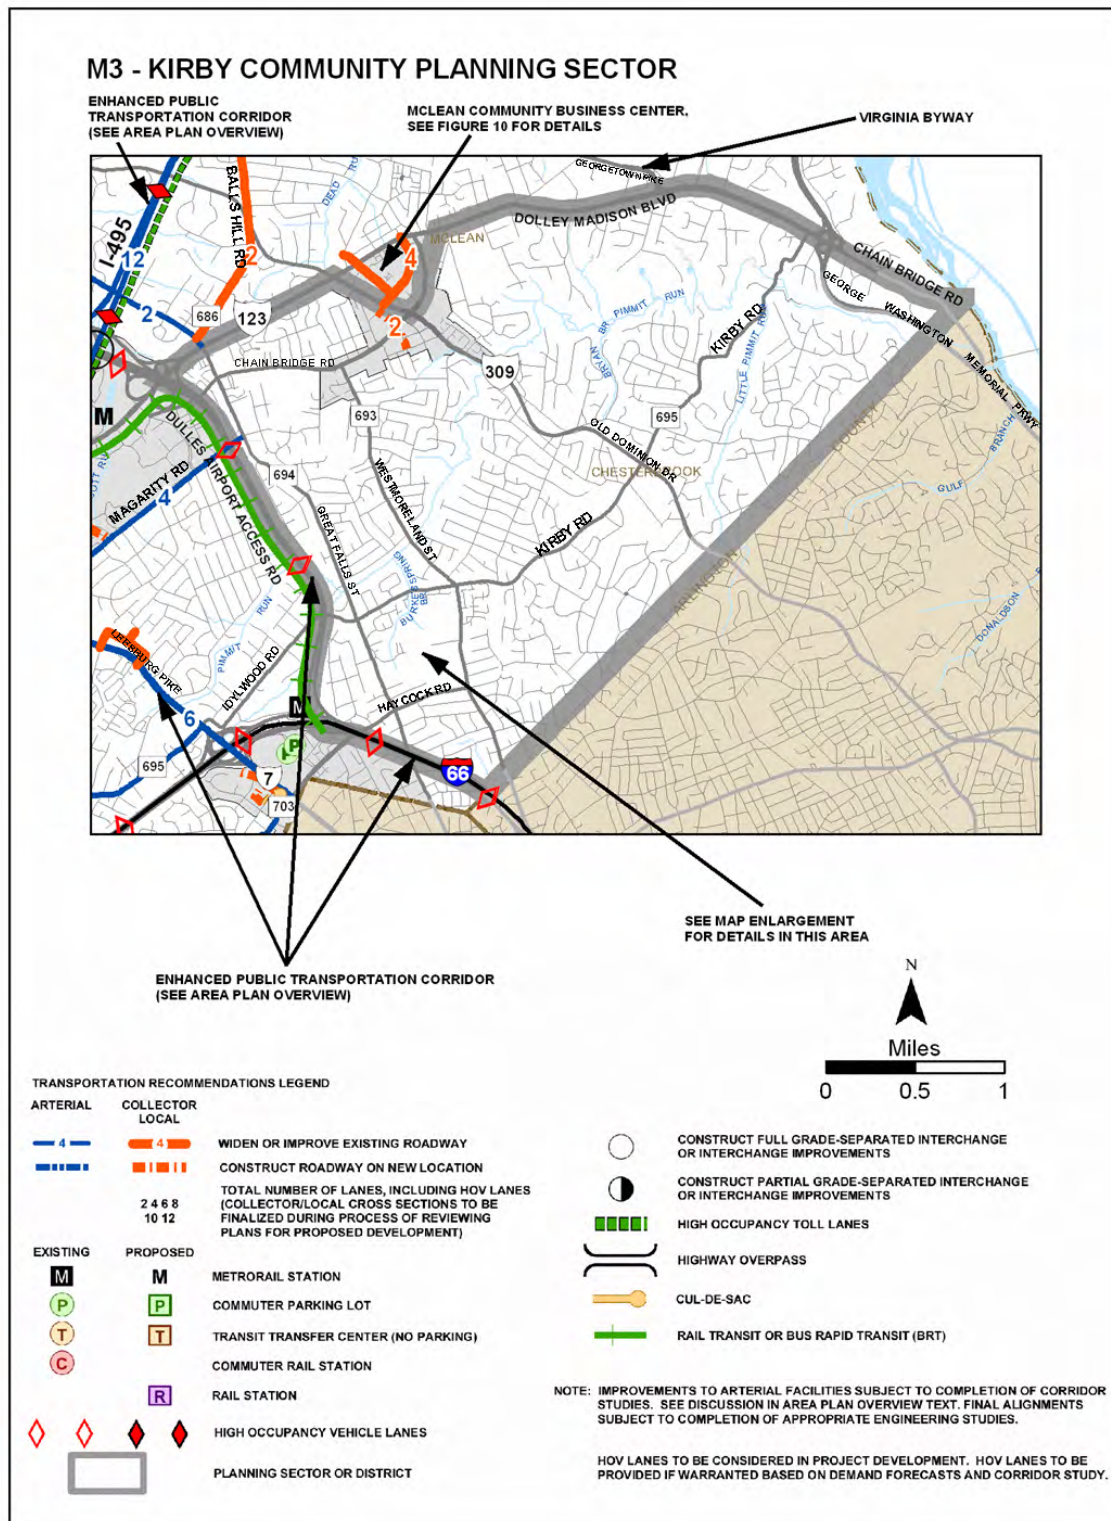 M3 - KIRBY COMMUNITY PLANNING SECTOR
ENHANCED PUBLIC
TRANSPORTATION CORRIDOR
(SEE AREA PLAN OVERVIEW)
MCLEAN COMMUNITY BUSINESS CENTER,
SEE FIGURE 10 FOR DETAILS
VIRGINIA BYWAY
GEORGETOWN PIKE
DEAD RU
BALLS HILL RD
DOLLEY MADISON BLVD
MCLEAN
I-495
12
2
4
CHAIN BRIDGE RD
GEORGE WASHINGTON MEMORIAL PKWY
2
686
123
2
BRYAN BR
PIMMIT RUN
KIRBY RD
LITTLE PIMMIT RUN
CHAIN BRIDGE RD
309
693
695
M
DULLES AIRPORT ACCESS RD
OLD DOMINION DR
COUNTY
BRANCH
GULF
CHESTERBROOK
MAGARITY RD
4
694
WESTMORELAND ST
GREAT FALLS ST
KIRBY RD
ARLINGTON
BURKES SPRING
BR
DONALDSON
PIMMIT RUN
LEESBURG PIKE
IDYLWOOD RD
HAYCOCK RD
M
6
P
695
7
66
703
SEE MAP ENLARGEMENT
FOR DETAILS IN THIS AREA
ENHANCED PUBLIC TRANSPORTATION CORRIDOR
(SEE AREA PLAN OVERVIEW)
N
Miles
0 0.5 1
TRANSPORTATION RECOMMENDATIONS LEGEND
ARTERIAL COLLECTOR
LOCAL
4 4 WIDEN OR IMPROVE EXISTING ROADWAY
CONSTRUCT ROADWAY ON NEW LOCATION
2 4 6 8
10 12
TOTAL NUMBER OF LANES, INCLUDING HOV LANES
(COLLECTOR/LOCAL CROSS SECTIONS TO BE
FINALIZED DURING PROCESS OF REVIEWING
PLANS FOR PROPOSED DEVELOPMENT)
EXISTING PROPOSED
M M METRORAIL STATION
P P COMMUTER PARKING LOT
T T TRANSIT TRANSFER CENTER (NO PARKING)
C COMMUTER RAIL STATION
R RAIL STATION
HIGH OCCUPANCY VEHICLE LANES
PLANNING SECTOR OR DISTRICT
CONSTRUCT FULL GRADE-SEPARATED INTERCHANGE
OR INTERCHANGE IMPROVEMENTS
CONSTRUCT PARTIAL GRADE-SEPARATED INTERCHANGE
OR INTERCHANGE IMPROVEMENTS
HIGH OCCUPANCY TOLL LANES
HIGHWAY OVERPASS
CUL-DE-SAC
RAIL TRANSIT OR BUS RAPID TRANSIT (BRT)
NOTE: IMPROVEMENTS TO ARTERIAL FACILITIES SUBJECT TO COMPLETION OF CORRIDOR
STUDIES. SEE DISCUSSION IN AREA PLAN OVERVIEW TEXT. FINAL ALIGNMENTS
SUBJECT TO COMPLETION OF APPROPRIATE ENGINEERING STUDIES.
HOV LANES TO BE CONSIDERED IN PROJECT DEVELOPMENT. HOV LANES TO BE
PROVIDED IF WARRANTED BASED ON DEMAND FORECASTS AND CORRIDOR STUDY.